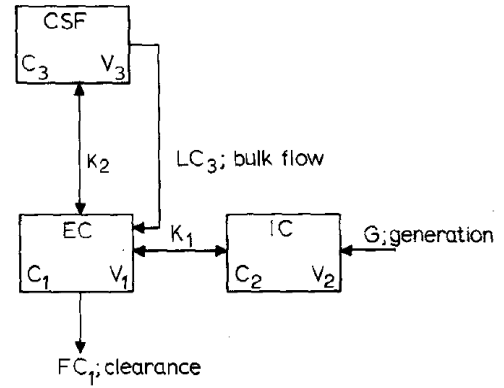 CSF
C₃ V₃
K₂
LC₃; bulk flow
EC
C₁ V₁
K₁
IC
C₂ V₂
G; generation
FC₁; clearance